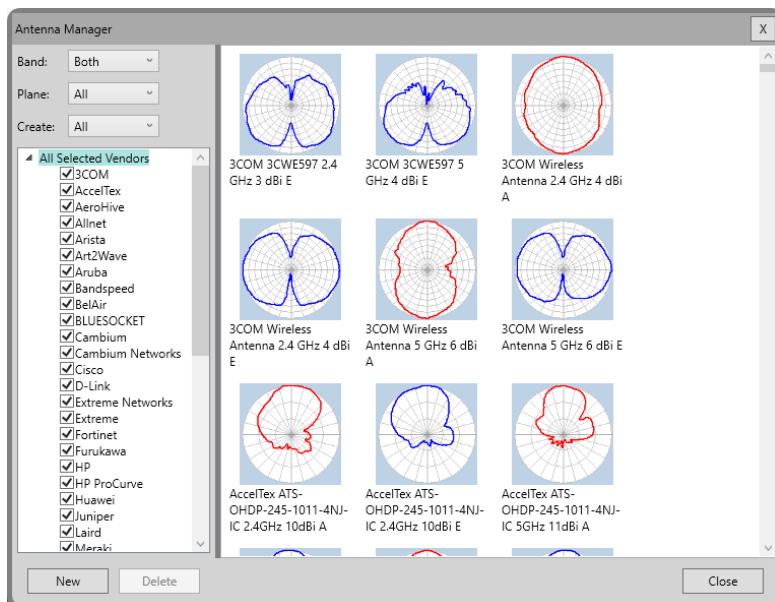 Antenna Manager
X
Band: Both
Plane: All
Create: All
All Selected Vendors
3COM
AccelTex
AeroHive
Allnet
Arista
Art2Wave
Aruba
Bandspeed
BelAir
BLUESOCKET
Cambium
Cambium Networks
Cisco
D-Link
Extreme Networks
Extreme
Fortinet
Furukawa
HP
HP ProCurve
Huawei
Juniper
Laird
Meraki
3COM 3CWE597 2.4
GHz 3 dBi E
3COM 3CWE597 5
GHz 4 dBi E
3COM Wireless
Antenna 2.4 GHz 4 dBi
A
3COM Wireless
Antenna 2.4 GHz 4 dBi
E
3COM Wireless
Antenna 5 GHz 6 dBi
A
3COM Wireless
Antenna 5 GHz 6 dBi E
AccelTex ATS-
OHDP-245-1011-4NJ-
IC 2.4GHz 10dBi A
AccelTex ATS-
OHDP-245-1011-4NJ-
IC 2.4GHz 10dBi E
AccelTex ATS-
OHDP-245-1011-4NJ-
IC 5GHz 11dBi A
New
Delete
Close